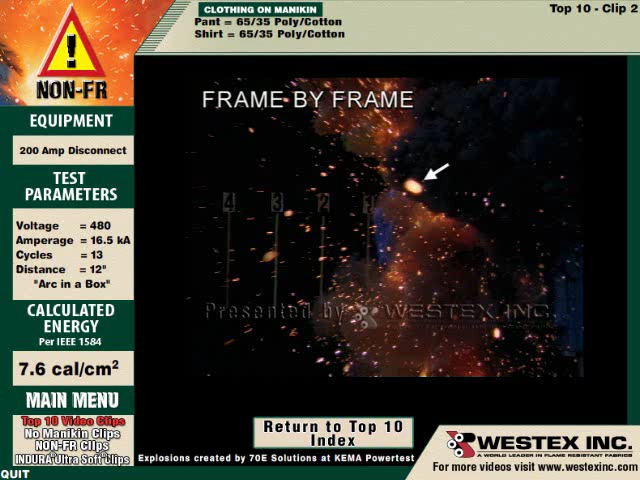 CLOTHING ON MANIKIN
Pant = 65/35 Poly/Cotton
Shirt = 65/35 Poly/Cotton
Top 10 - Clip 2
!
NON-FR
EQUIPMENT
200 Amp Disconnect
TEST
PARAMETERS
Voltage = 480
Amperage = 16.5 kA
Cycles = 13
Distance = 12"
"Arc in a Box"
CALCULATED
ENERGY
Per IEEE 1584
7.6 cal/cm²
MAIN MENU
Top 10 Video Clips
No Manikin Clips
NON-FR Clips
INDURA® Ultra Soft® Clips
QUIT
FRAME BY FRAME
4 3 2 1
Presented by WESTEX INC.
Return to Top 10
Index
Explosions created by 70E Solutions at KEMA Powertest
WESTEX INC.
A WORLD LEADER IN FLAME RESISTANT FABRICS
For more videos visit www.westexinc.com